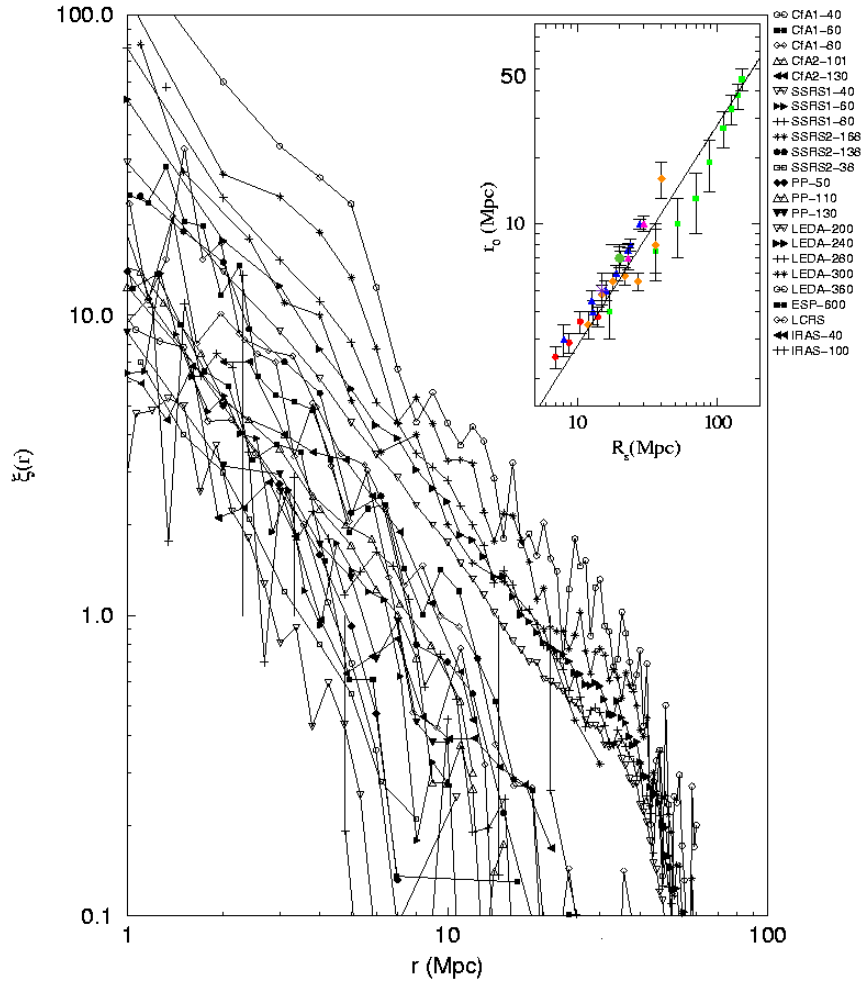 100.0
10.0
1.0
0.1
ξ(r)
1
10
100
r (Mpc)
50
10
r₀ (Mpc)
10
100
Rₛ(Mpc)
CfA1-40
CfA1-60
CfA1-80
CfA2-101
CfA2-130
SSRS1-40
SSRS1-60
SSRS1-80
SSRS2-168
SSRS2-138
SSRS2-36
PP-50
PP-110
PP-130
LEDA-200
LEDA-240
LEDA-280
LEDA-300
LEDA-360
ESP-600
LCRS
IRAS-40
IRAS-100